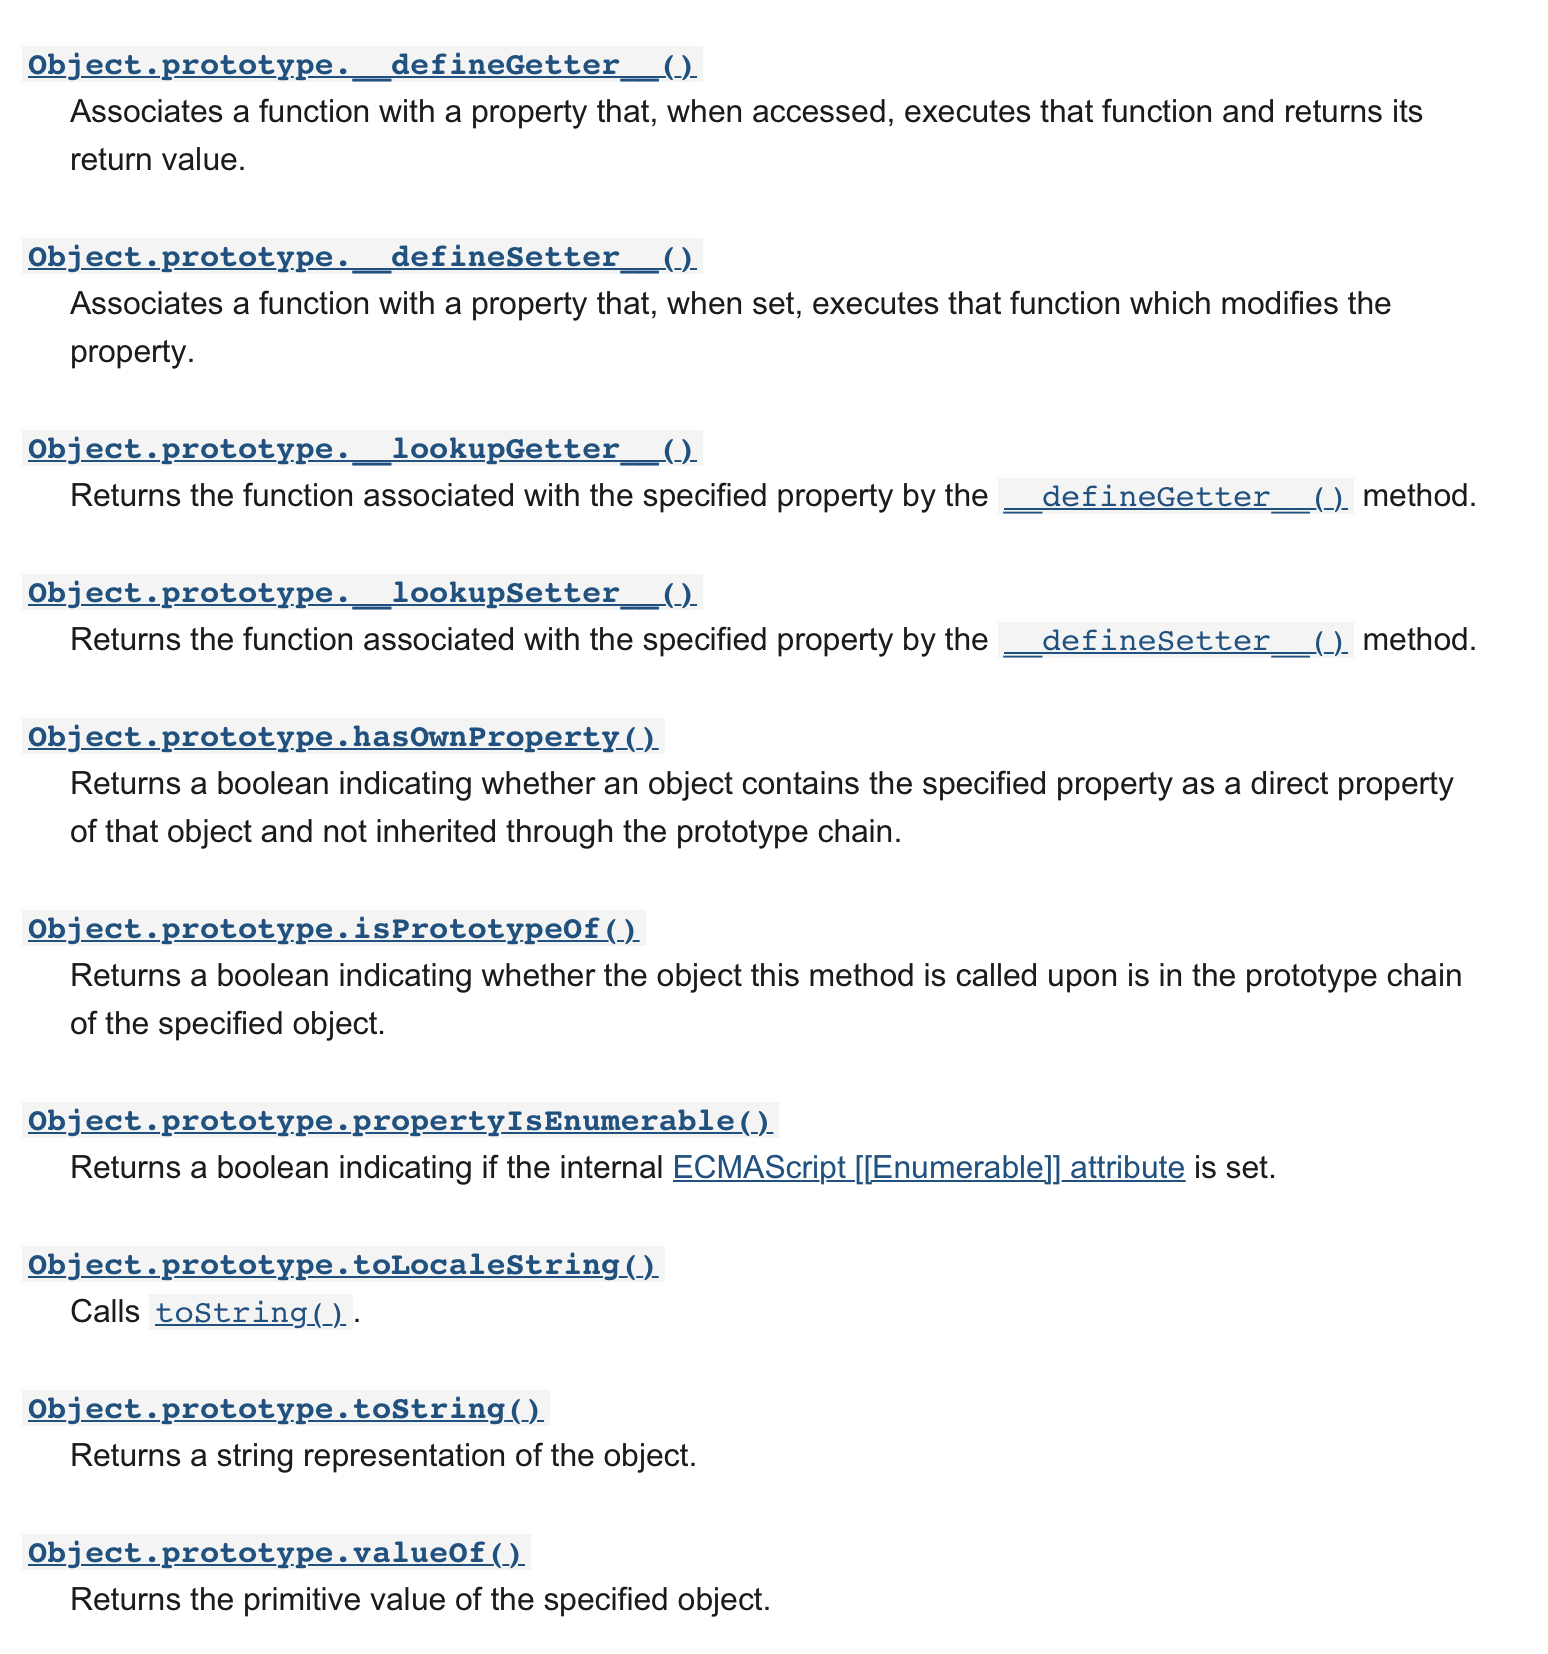 Object.prototype.__defineGetter__()
Associates a function with a property that, when accessed, executes that function and returns its
return value.
Object.prototype.__defineSetter__()
Associates a function with a property that, when set, executes that function which modifies the
property.
Object.prototype.__lookupGetter__()
Returns the function associated with the specified property by the __defineGetter__() method.
Object.prototype.__lookupSetter__()
Returns the function associated with the specified property by the __defineSetter__() method.
Object.prototype.hasOwnProperty()
Returns a boolean indicating whether an object contains the specified property as a direct property
of that object and not inherited through the prototype chain.
Object.prototype.isPrototypeOf()
Returns a boolean indicating whether the object this method is called upon is in the prototype chain
of the specified object.
Object.prototype.propertyIsEnumerable()
Returns a boolean indicating if the internal ECMAScript [[Enumerable]] attribute is set.
Object.prototype.toLocaleString()
Calls toString().
Object.prototype.toString()
Returns a string representation of the object.
Object.prototype.valueOf()
Returns the primitive value of the specified object.